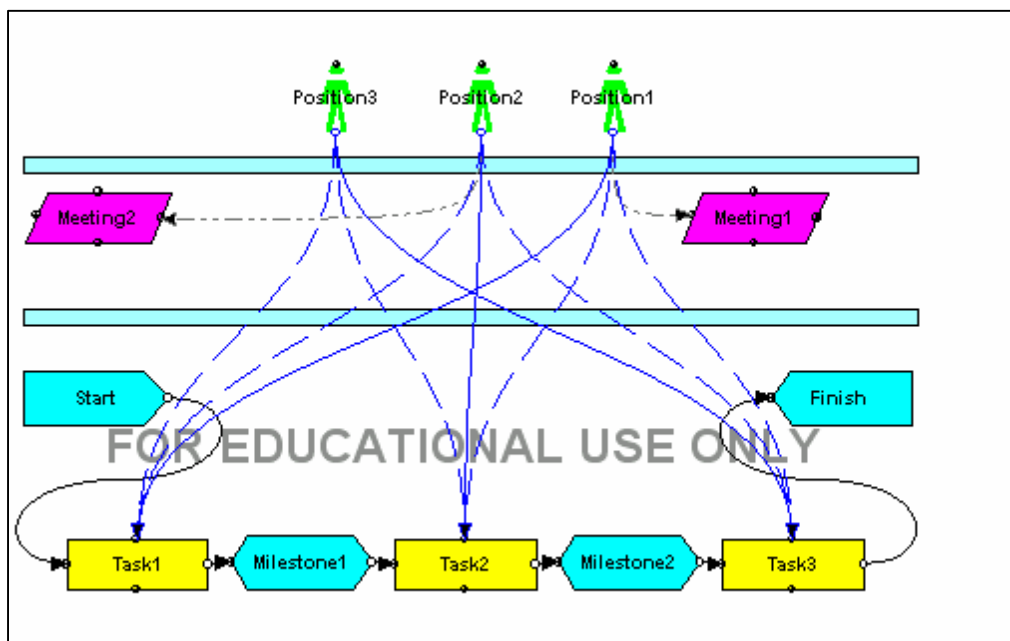 Position3 Position2 Position1
Meeting2 Meeting1
Start Finish
FOR EDUCATIONAL USE ONLY
Task1 Milestone1 Task2 Milestone2 Task3